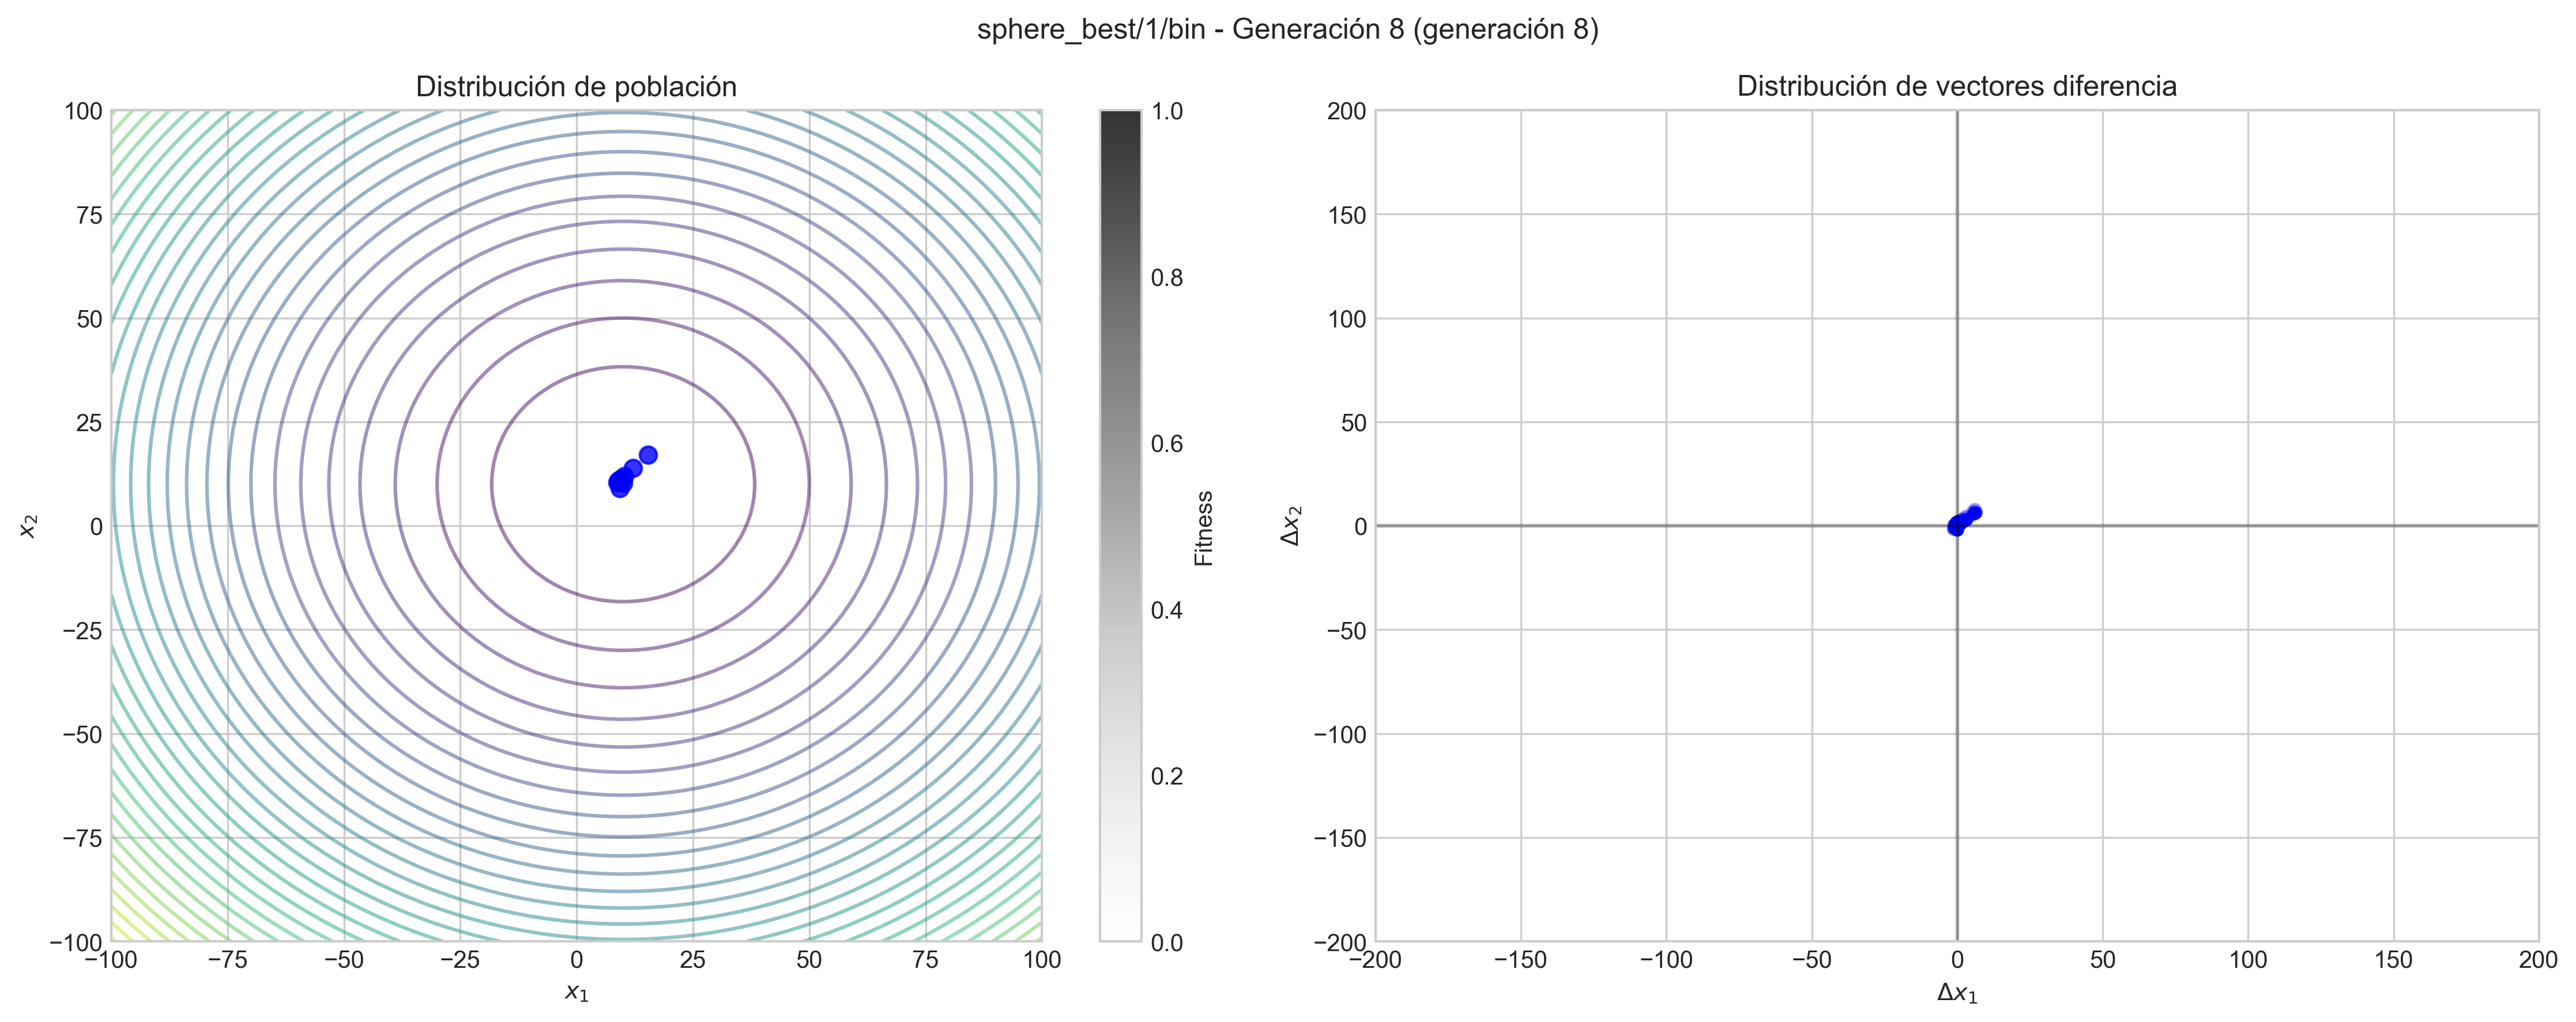 sphere_best/1/bin - Generación 8 (generación 8)
Distribución de población
100
75
50
25
0
−25
−50
−75
−100
x₂
−100 −75 −50 −25 0 25 50 75 100
x₁
1.0
0.8
0.6
0.4
0.2
0.0
Fitness
Distribución de vectores diferencia
200
150
100
50
0
−50
−100
−150
−200
Δx₂
−200 −150 −100 −50 0 50 100 150 200
Δx₁